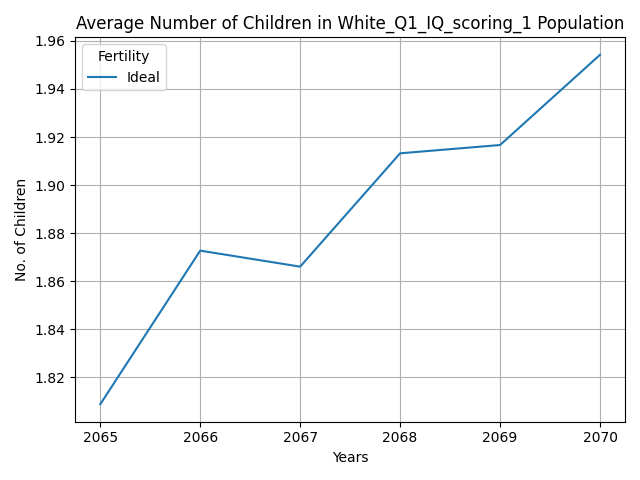 Average Number of Children in White_Q1_IQ_scoring_1 Population
Fertility
Ideal
No. of Children
1.96
1.94
1.92
1.90
1.88
1.86
1.84
1.82
2065 2066 2067 2068 2069 2070
Years